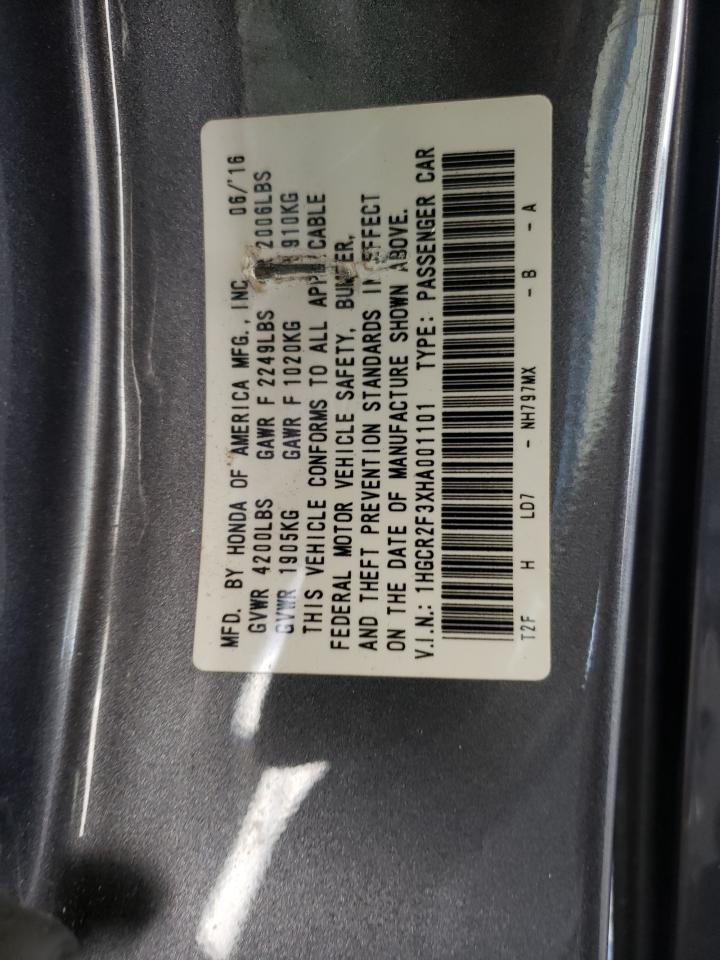 MFD. BY HONDA OF AMERICA MFG., INC 06/'16
GVWR 4200LBS GAWR F 2249LBS 2006LBS
GVWR 1905KG GAWR F 1020KG 910KG
THIS VEHICLE CONFORMS TO ALL APP CABLE
FEDERAL MOTOR VEHICLE SAFETY, BUMPER,
AND THEFT PREVENTION STANDARDS IN EFFECT
ON THE DATE OF MANUFACTURE SHOWN ABOVE.
V.I.N.: 1HGCR2F3XHA001101 TYPE: PASSENGER CAR
T2F H LD7 - NH797MX - B - A